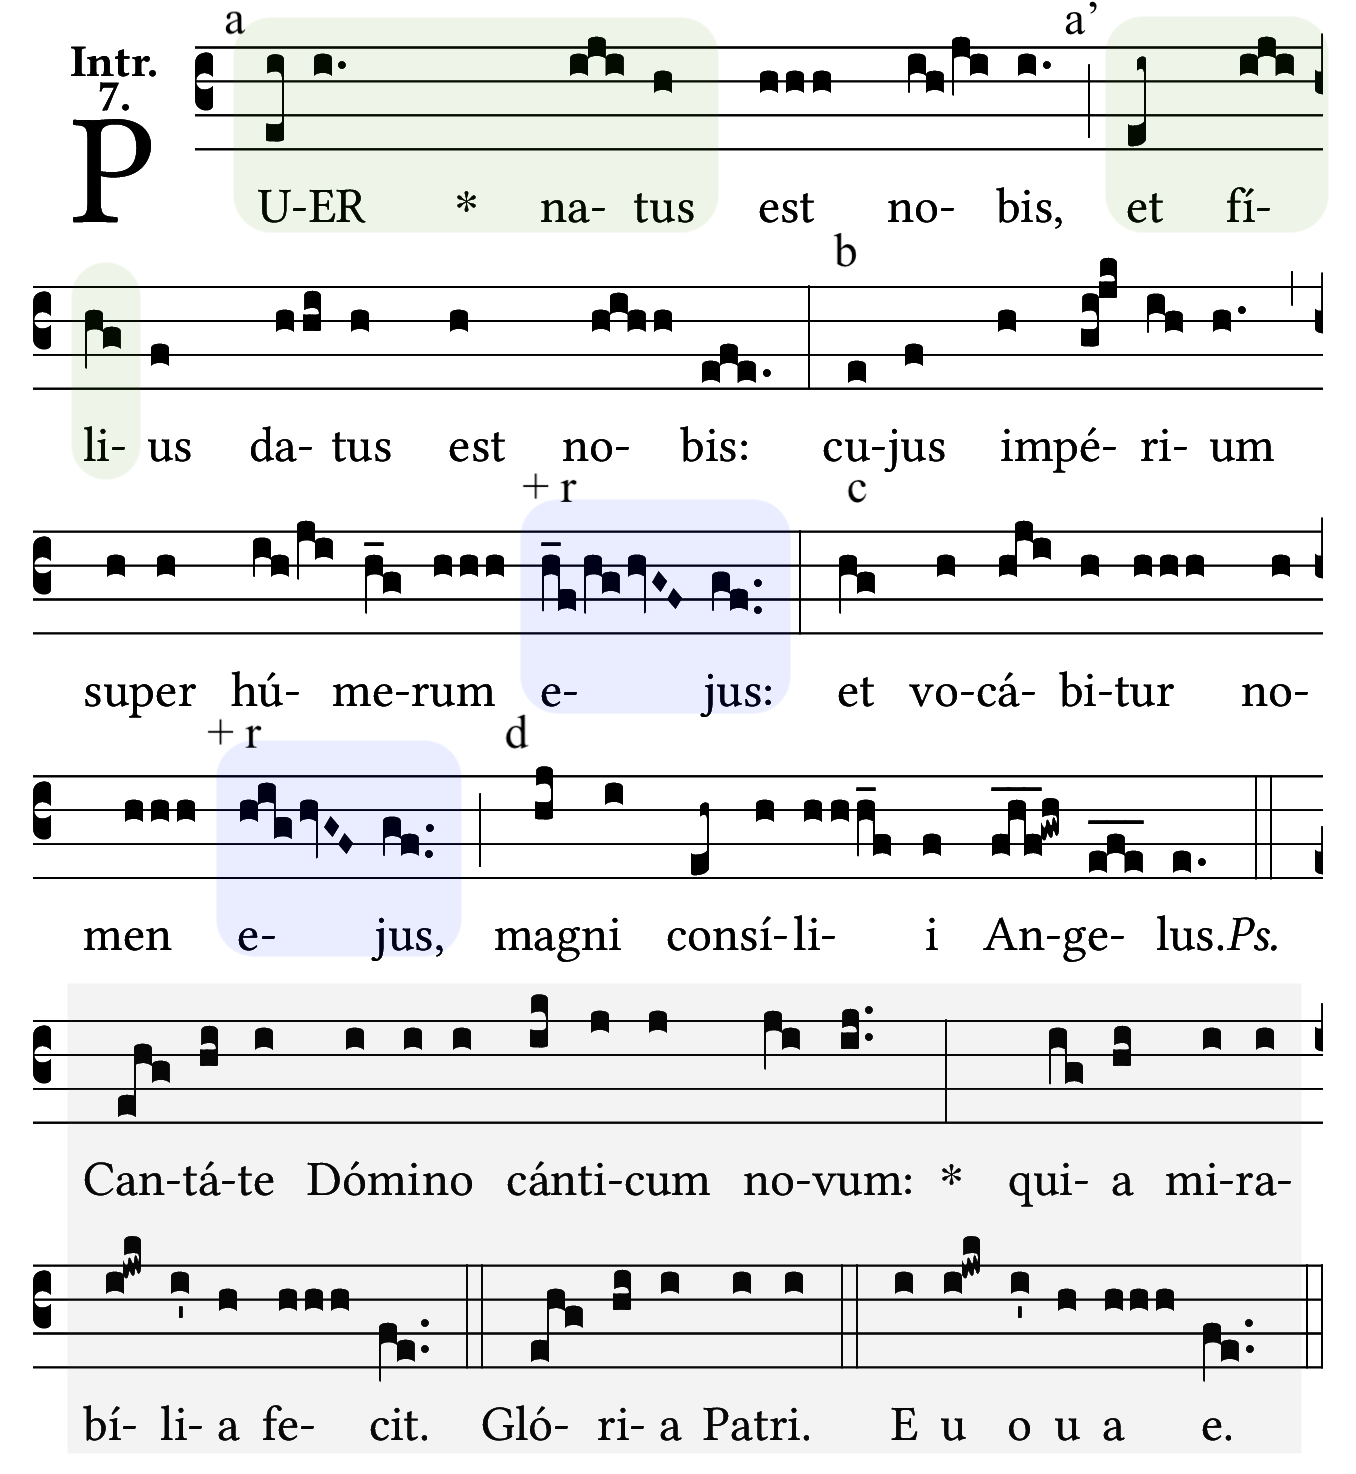 a a’
Intr.
7.
PU-ER * na- tus est no- bis, et fí-
b
li- us da- tus est no- bis: cu-jus impé- ri- um
+ r c
super hú- me-rum e- jus: et vo-cá- bi-tur no-
+ r d
men e- jus, magni consí-li- i An-ge- lus.Ps.
Can-tá-te Dómino cánti-cum no-vum: * qui- a mi-ra-
bí- li- a fe- cit. Gló- ri- a Patri. E u o u a e.